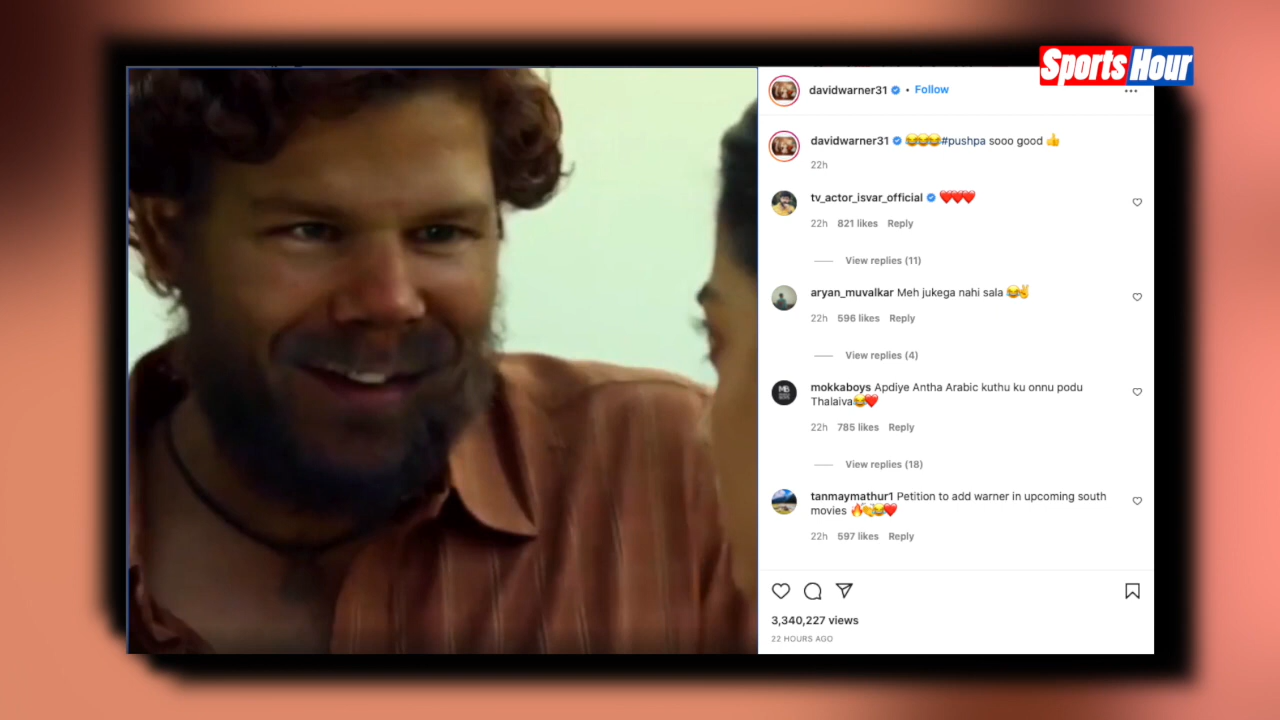 Sports Hour
davidwarner31 • Follow
davidwarner31 😂😂😂#pushpa sooo good 👍
22h
tv_actor_isvar_official ❤️❤️❤️
22h 821 likes Reply
View replies (11)
aryan_muvalkar Meh jukega nahi sala 😂✌️
22h 596 likes Reply
View replies (4)
mokkaboys Apdiye Antha Arabic kuthu ku onnu podu
Thalaiva😂❤️
22h 785 likes Reply
View replies (18)
tanmaymathur1 Petition to add warner in upcoming south
movies 🔥👏😂❤️
22h 597 likes Reply
3,340,227 views
22 HOURS AGO